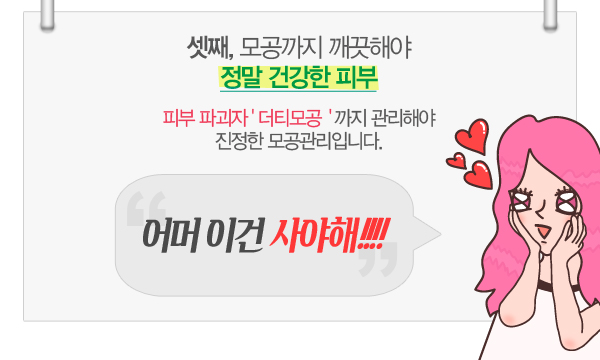 셋째, 모공까지 깨끗해야
정말 건강한 피부
피부 파괴자 ' 더티모공 ' 까지 관리해야
진정한 모공관리입니다.
“어머 이건 사야해!!!!”